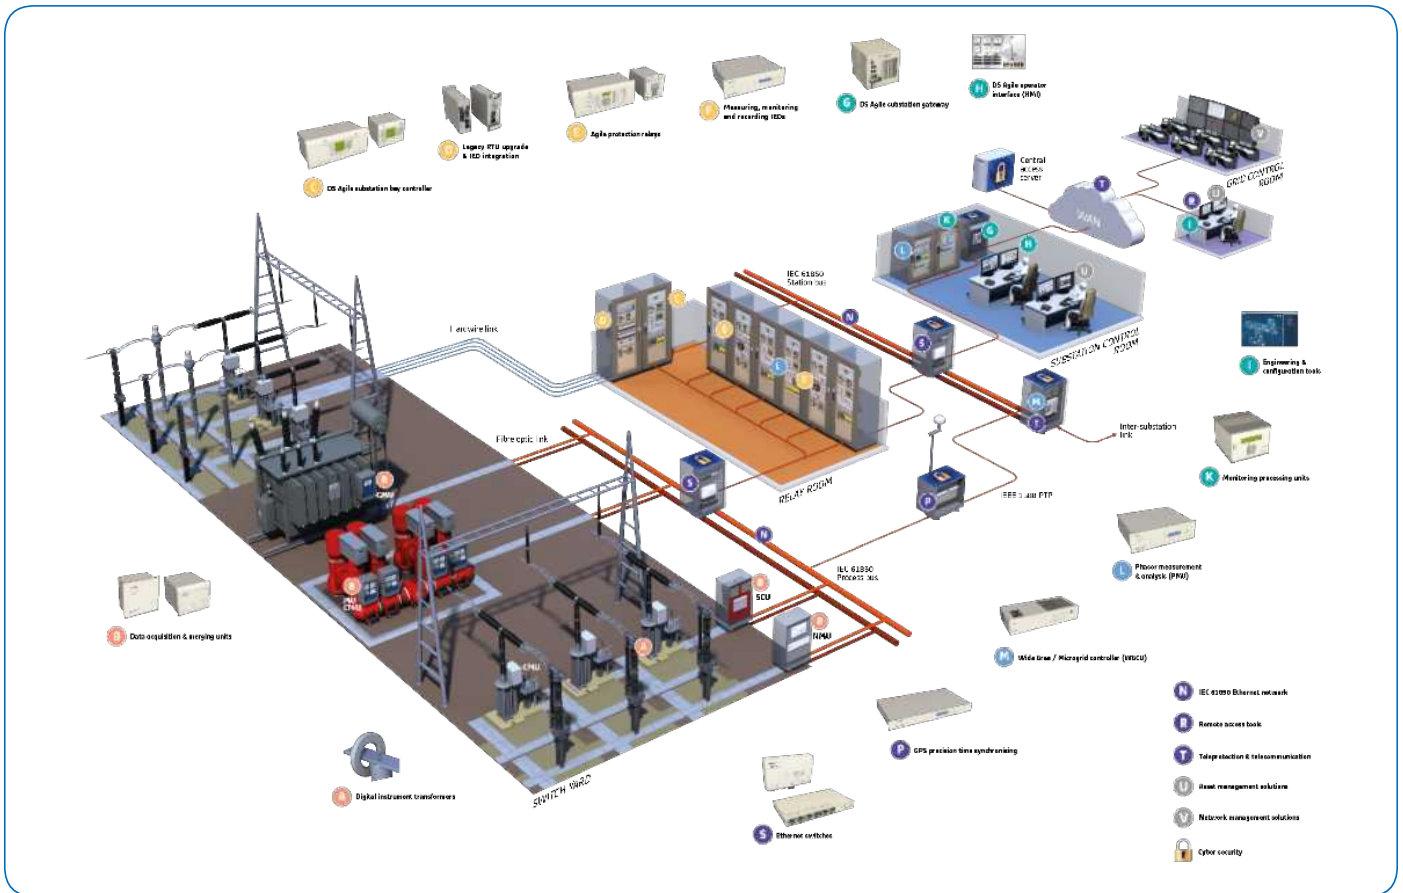 H
DS Agile operator
interface (HMI)
G
DS Agile substation gateway
F
Measuring, monitoring
and recording IEDs
E
Agile protection relays
D
Legacy RTU upgrade
& IED integration
C
DS Agile substation bay controller
V
GRID CONTROL
ROOM
Central
access
server
T
WAN
R
U
I
K
G
L
H
U
SUBSTATION CONTROL
ROOM
IEC 61850
Station bus
N
S
M
T
Inter-substation
link
Hardwire link
C
L
RELAY ROOM
Fibre optic link
S
N
P
IEEE 1588 PTP
IEC 61850
Process bus
B
CMU
B
B
SCU
B
NMU
A
CMU
SWITCH YARD
I
Engineering &
configuration tools
K
Monitoring processing units
L
Phasor measurement
& analysis (PMU)
M
Wide area / Microgrid controller (WACU)
B
Data acquisition & merging units
A
Digital instrument transformers
P
GPS precision time synchronising
S
Ethernet switches
N
IEC 61850 Ethernet network
R
Remote access tools
T
Teleprotection & telecommunication
U
Asset management solutions
V
Network management solutions
Cyber security